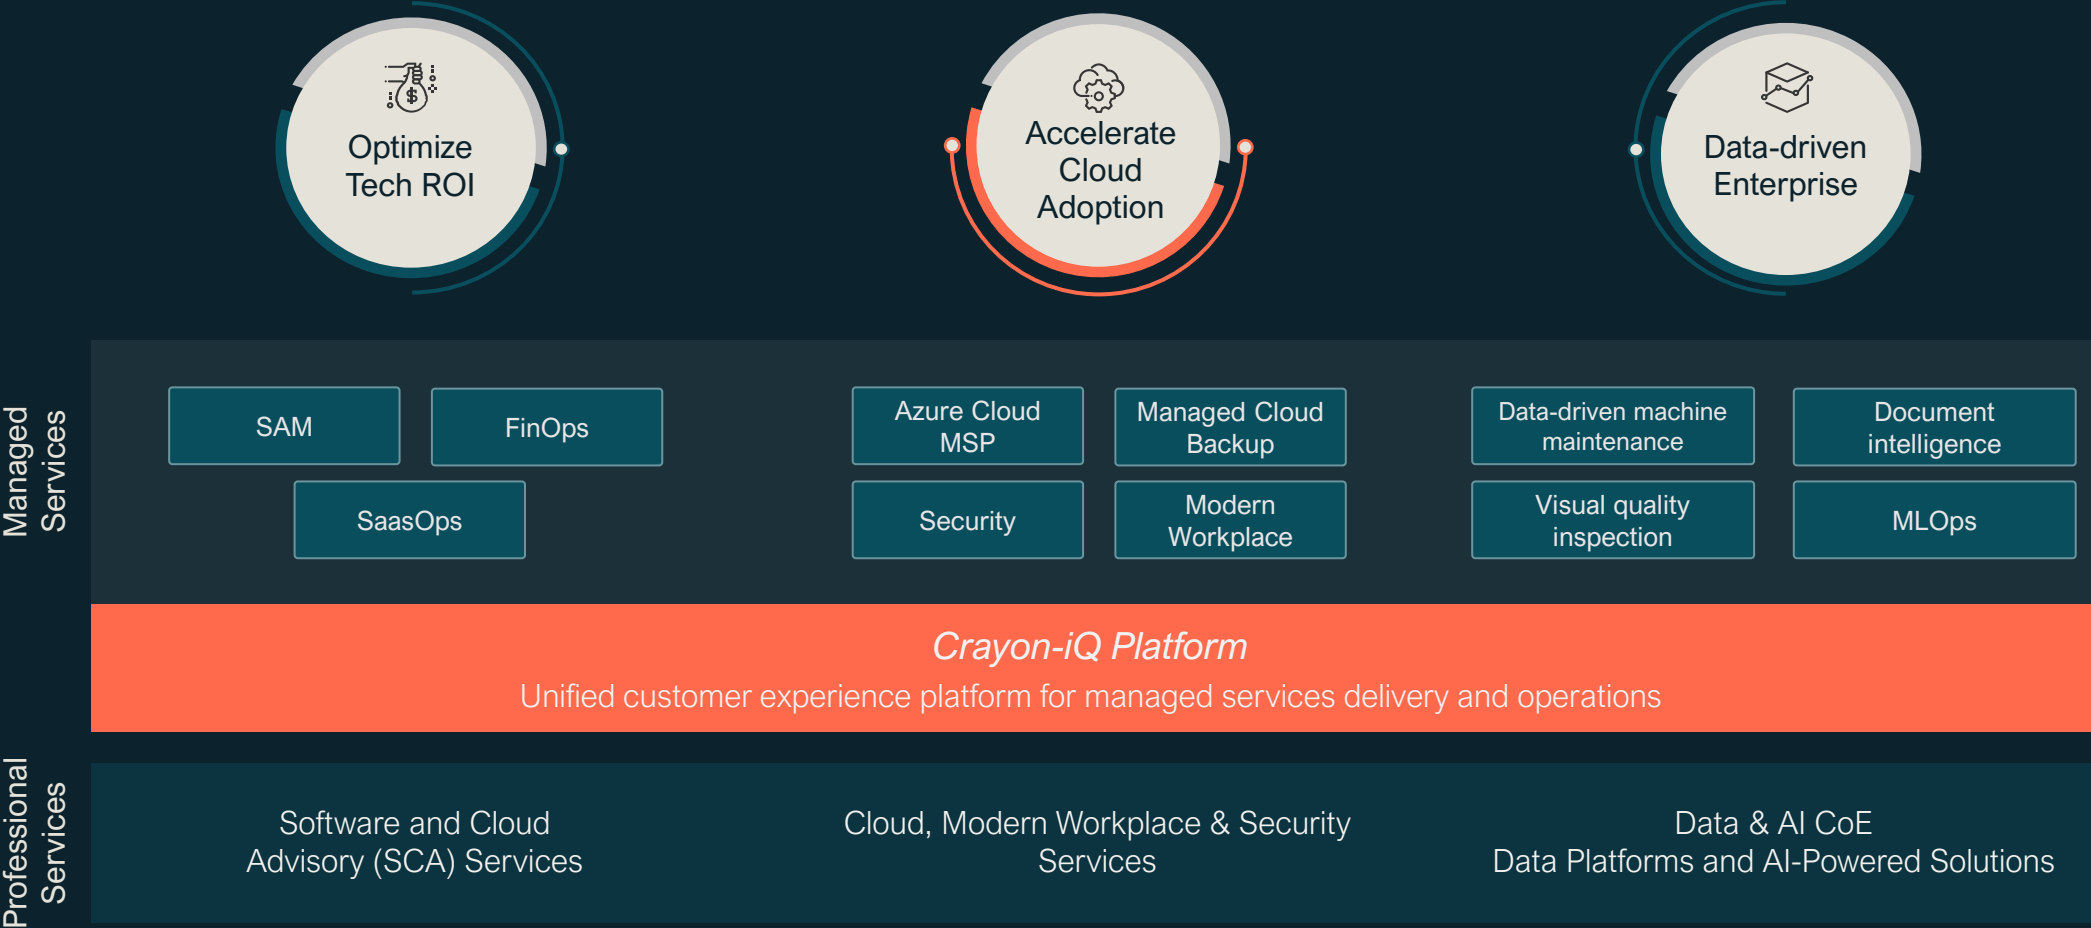 Optimize
Tech ROI
Accelerate
Cloud
Adoption
Data-driven
Enterprise
Managed
Services
SAM
FinOps
SaasOps
Azure Cloud
MSP
Managed Cloud
Backup
Security
Modern
Workplace
Data-driven machine
maintenance
Document
intelligence
Visual quality
inspection
MLOps
Crayon-iQ Platform
Unified customer experience platform for managed services delivery and operations
Professional
Services
Software and Cloud
Advisory (SCA) Services
Cloud, Modern Workplace & Security
Services
Data & AI CoE
Data Platforms and AI-Powered Solutions